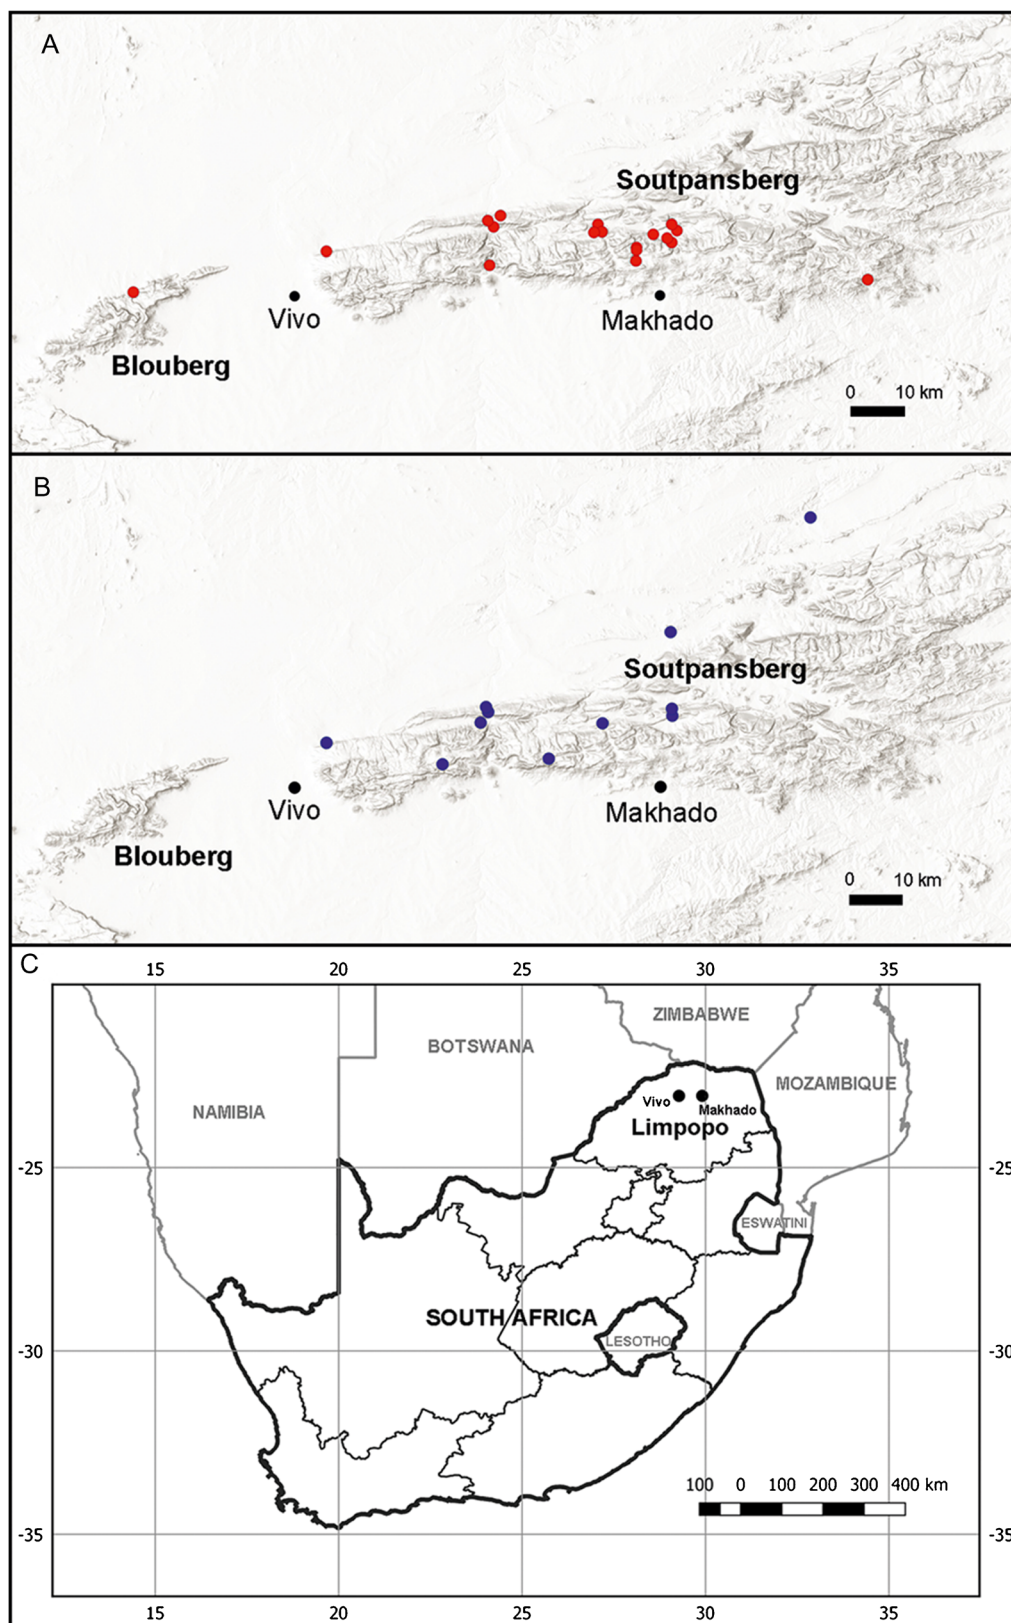 A
Soutpansberg
Vivo
Makhado
Blouberg
0 10 km
B
Soutpansberg
Vivo
Makhado
Blouberg
0 10 km
C
15 20 25 30 35
ZIMBABWE
BOTSWANA
MOZAMBIQUE
NAMIBIA
Vivo
Makhado
Limpopo
-25 -25
ESWATINI
SOUTH AFRICA
LESOTHO
-30 -30
100 0 100 200 300 400 km
-35 -35
15 20 25 30 35